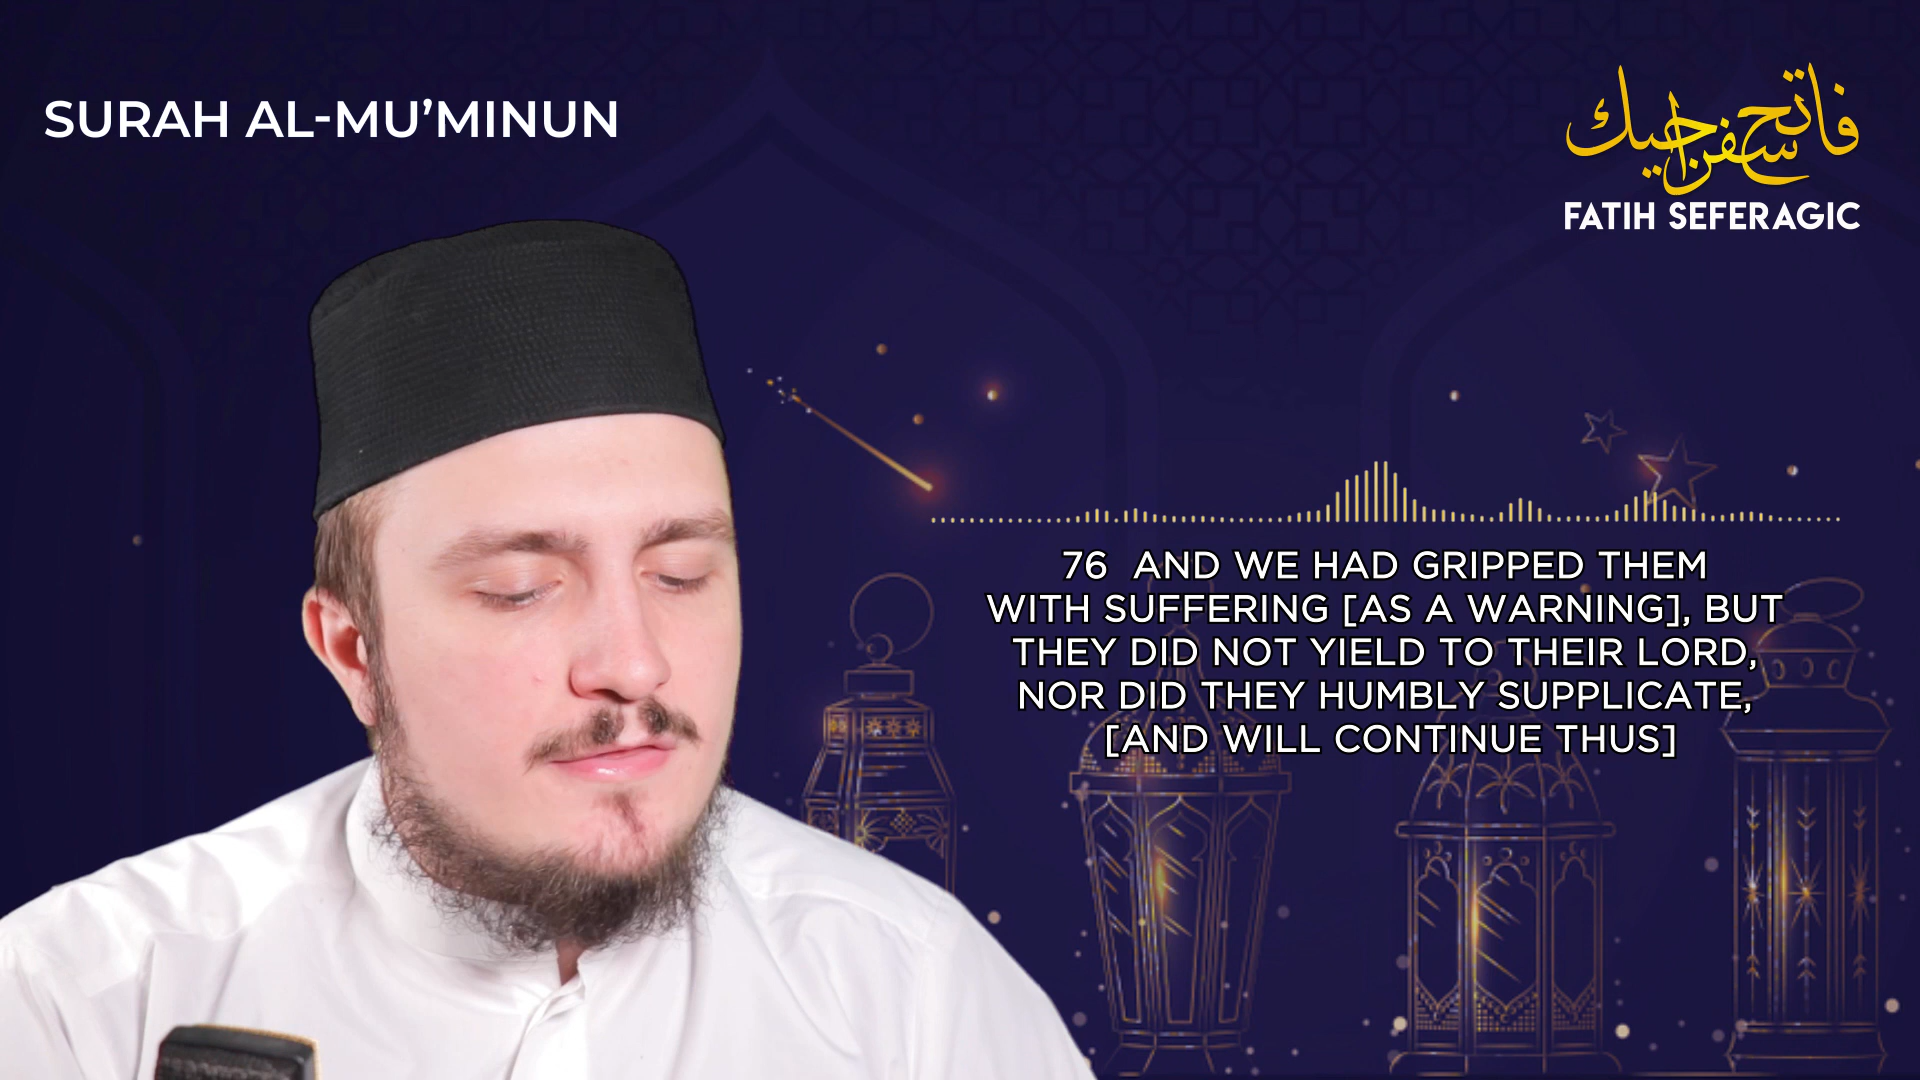 SURAH AL-MU’MINUN
فاتح سفراجيك
FATIH SEFERAGIC
76 AND WE HAD GRIPPED THEM
WITH SUFFERING [AS A WARNING], BUT
THEY DID NOT YIELD TO THEIR LORD,
NOR DID THEY HUMBLY SUPPLICATE,
[AND WILL CONTINUE THUS]